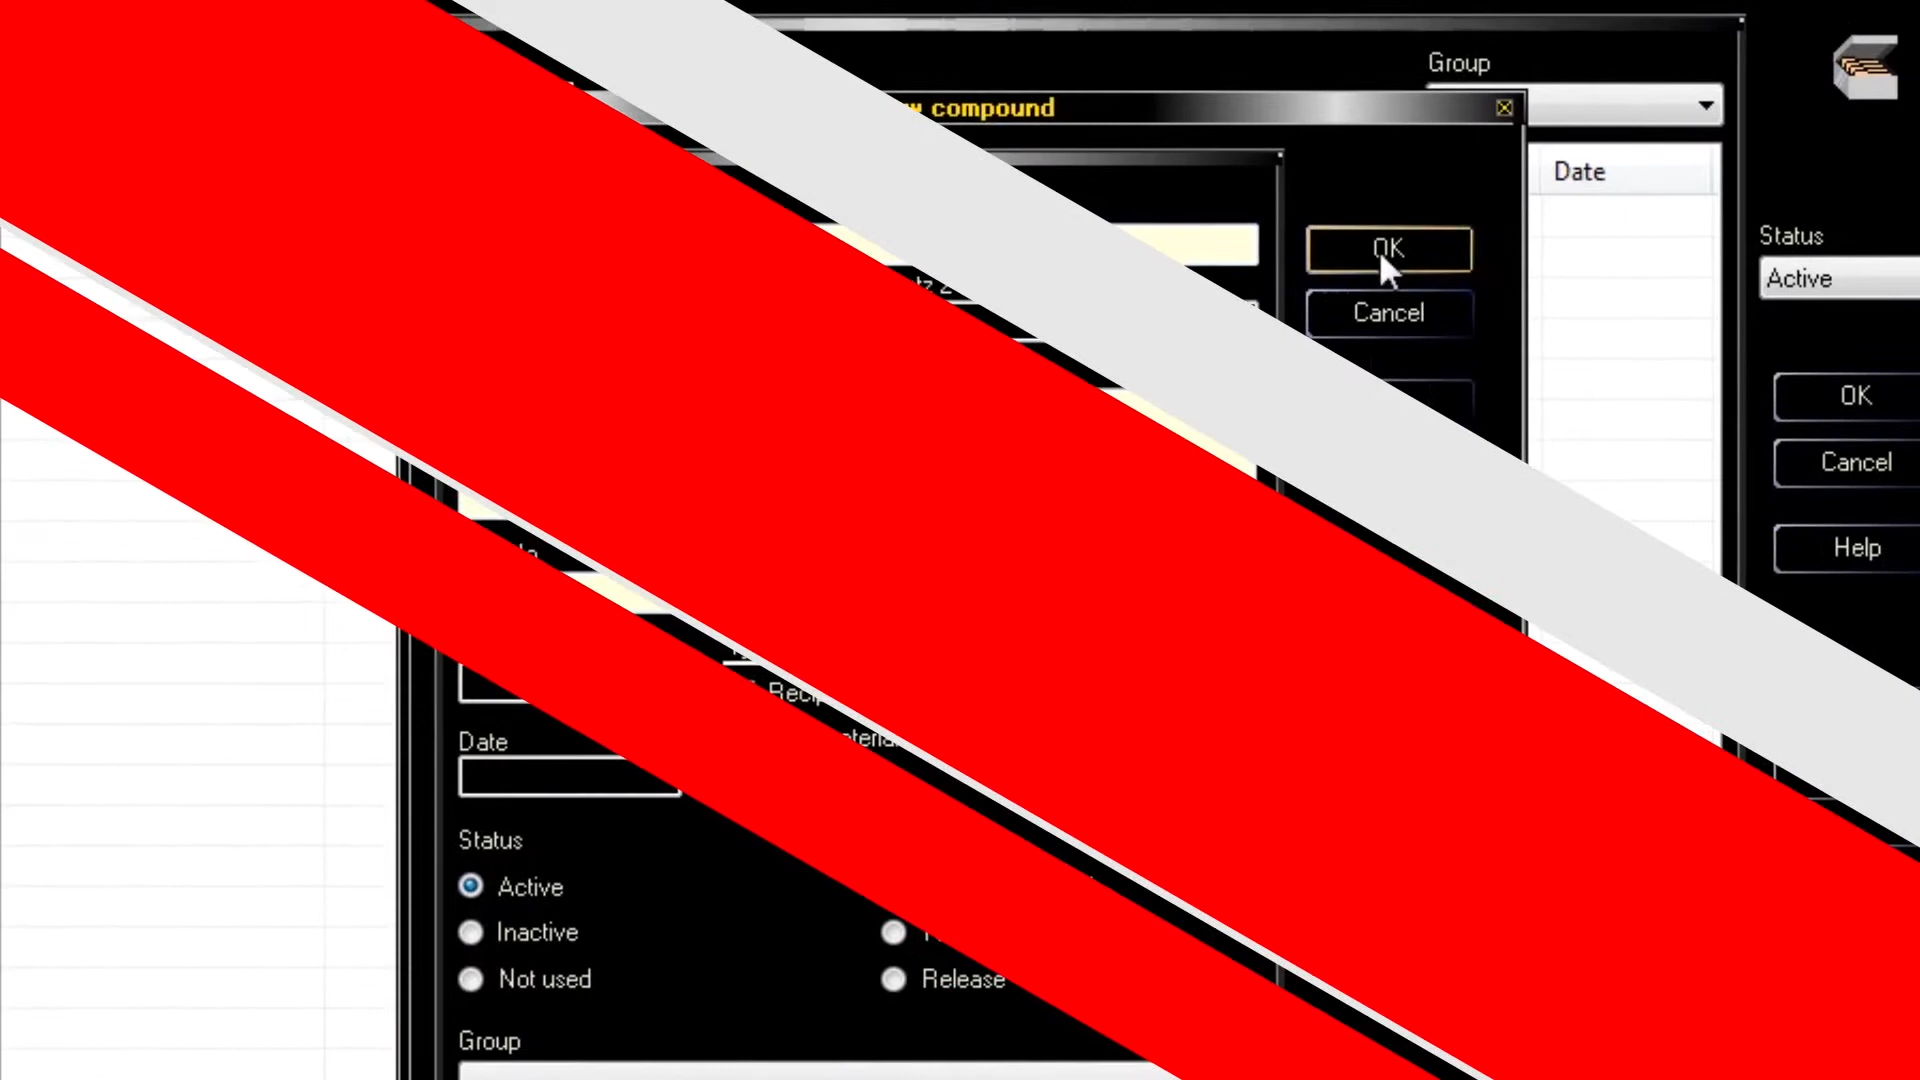 Group
compound
Date
Status
OK
Active
Cancel
OK
Cancel
Help
Date
Status
Active
Inactive
Not used
Release
Group